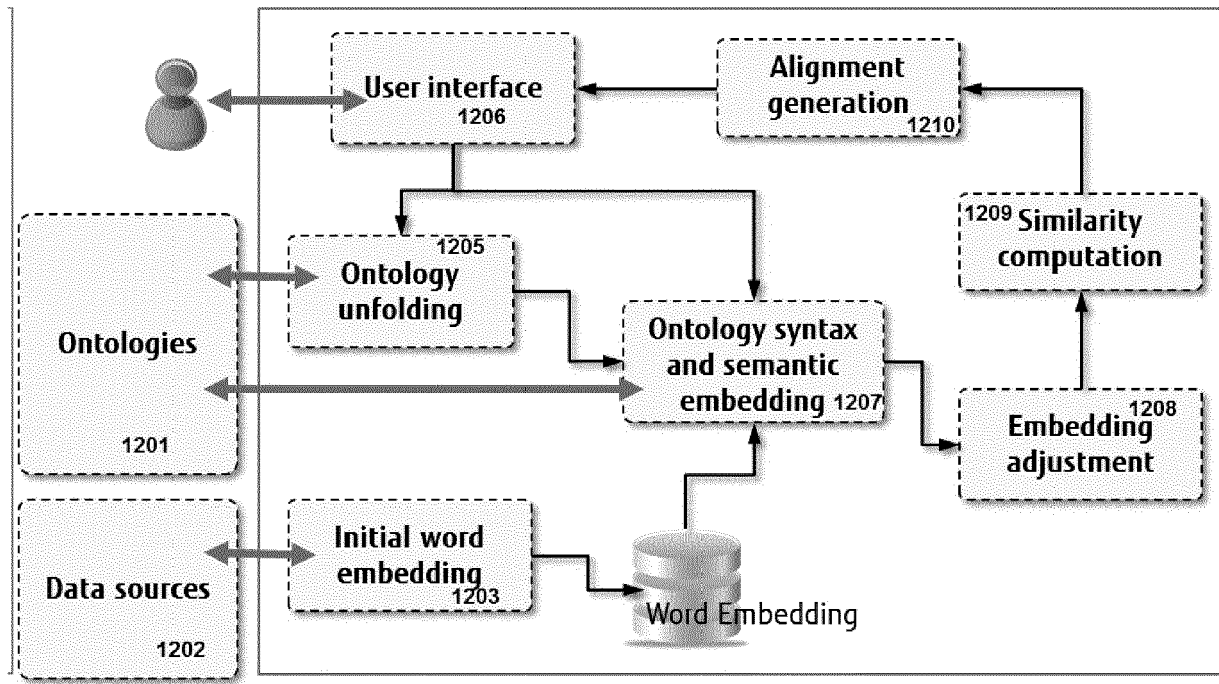 User interface
1206
Alignment
generation
1210
1209
Similarity
computation
1205
Ontology
unfolding
Ontologies
1201
Ontology syntax
and semantic
embedding
1207
1208
Embedding
adjustment
Initial word
embedding
1203
Data sources
1202
Word Embedding